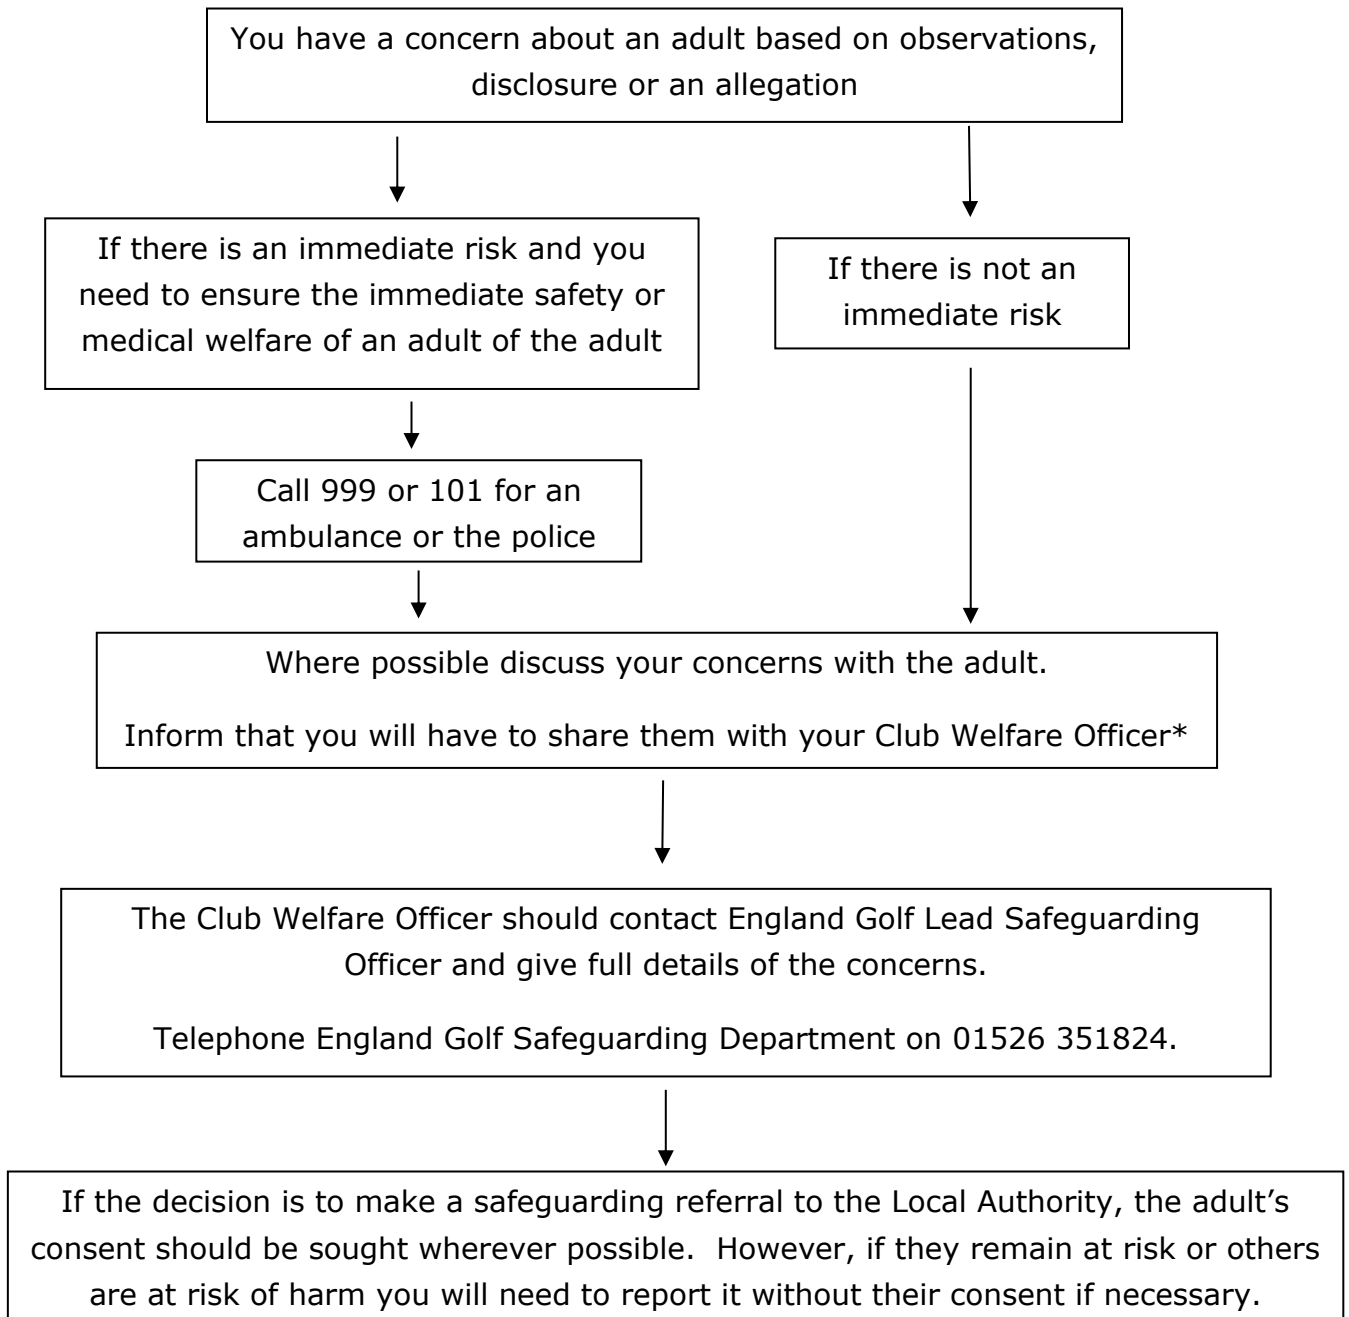 You have a concern about an adult based on observations,
disclosure or an allegation
If there is an immediate risk and you
need to ensure the immediate safety or
medical welfare of an adult of the adult
If there is not an
immediate risk
Call 999 or 101 for an
ambulance or the police
Where possible discuss your concerns with the adult.
Inform that you will have to share them with your Club Welfare Officer*
The Club Welfare Officer should contact England Golf Lead Safeguarding
Officer and give full details of the concerns.
Telephone England Golf Safeguarding Department on 01526 351824.
If the decision is to make a safeguarding referral to the Local Authority, the adult’s
consent should be sought wherever possible.  However, if they remain at risk or others
are at risk of harm you will need to report it without their consent if necessary.